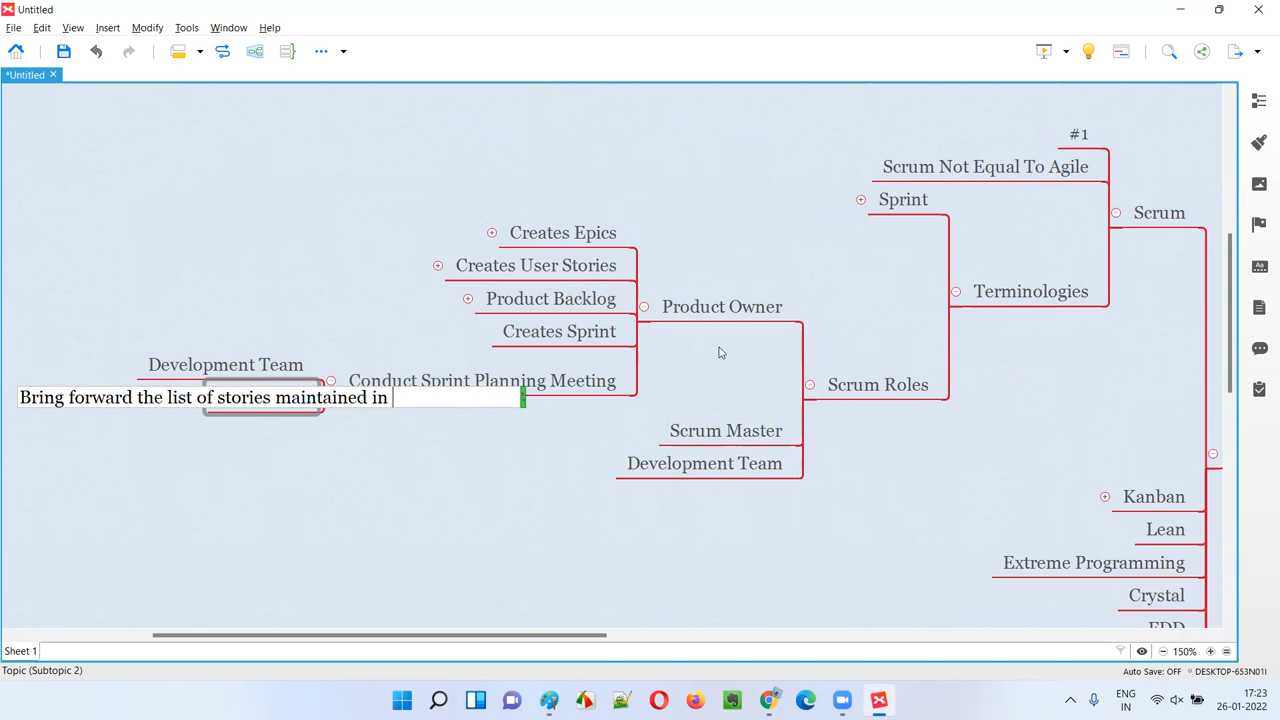 Untitled
File Edit View Insert Modify Tools Window Help
*Untitled
#1
Scrum Not Equal To Agile
Sprint
Scrum
Creates Epics
Creates User Stories
Terminologies
Product Backlog
Product Owner
Creates Sprint
Development Team
Conduct Sprint Planning Meeting
Scrum Roles
Bring forward the list of stories maintained in
Scrum Master
Development Team
Kanban
Lean
Extreme Programming
Crystal
FDD
Sheet 1
150%
Topic (Subtopic 2)
Auto Save: OFF
DESKTOP-653N01I
ENG
IN
17:23
26-01-2022